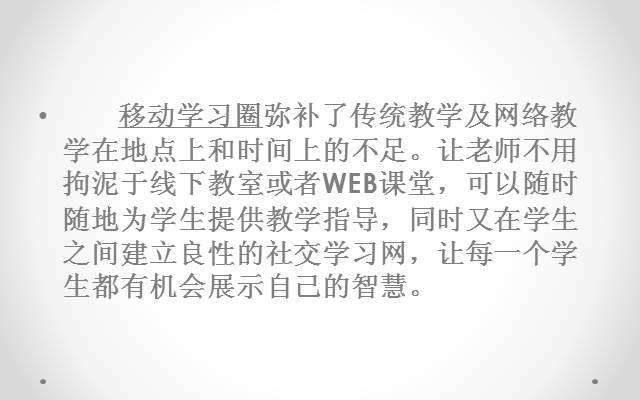 • 移动学习圈弥补了传统教学及网络教
学在地点上和时间上的不足。让老师不用
拘泥于线下教室或者WEB课堂，可以随时
随地为学生提供教学指导，同时又在学生
之间建立良性的社交学习网，让每一个学
生都有机会展示自己的智慧。